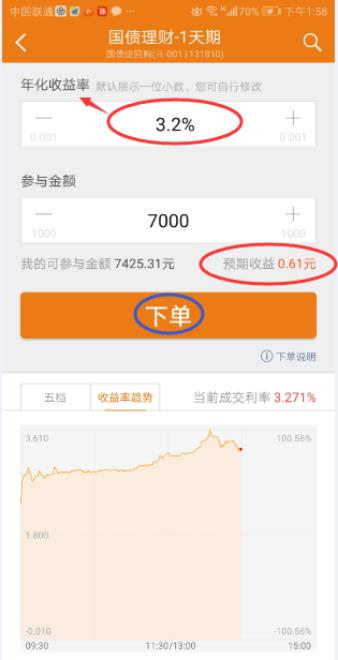 中国联通 70% 下午1:58
国债理财-1天期
国债逆回购(R-001 | 131810)
年化收益率 默认展示一位小数，您可自行修改
— 3.2% +
0.001 0.001
参与金额
— 7000 +
1000 1000
我的可参与金额 7425.31元 预期收益 0.61元
下单
下单说明
五档 收益率趋势 当前成交利率 3.271%
3.610 100.56%
1.800
-0.010 -100.56%
09:30 11:30/13:00 15:00